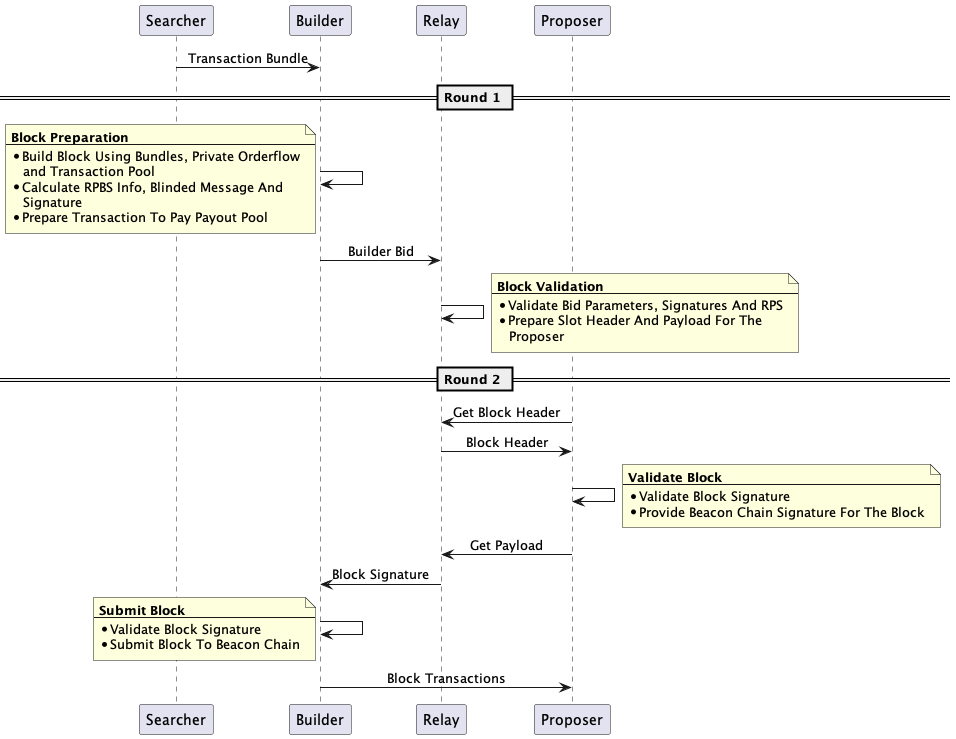 Searcher Builder Relay Proposer
Transaction Bundle
Round 1
Block Preparation
• Build Block Using Bundles, Private Orderflow
and Transaction Pool
• Calculate RPBS Info, Blinded Message And
Signature
• Prepare Transaction To Pay Payout Pool
Builder Bid
Block Validation
• Validate Bid Parameters, Signatures And RPS
• Prepare Slot Header And Payload For The
Proposer
Round 2
Get Block Header
Block Header
Validate Block
• Validate Block Signature
• Provide Beacon Chain Signature For The Block
Get Payload
Block Signature
Submit Block
• Validate Block Signature
• Submit Block To Beacon Chain
Block Transactions
Searcher Builder Relay Proposer